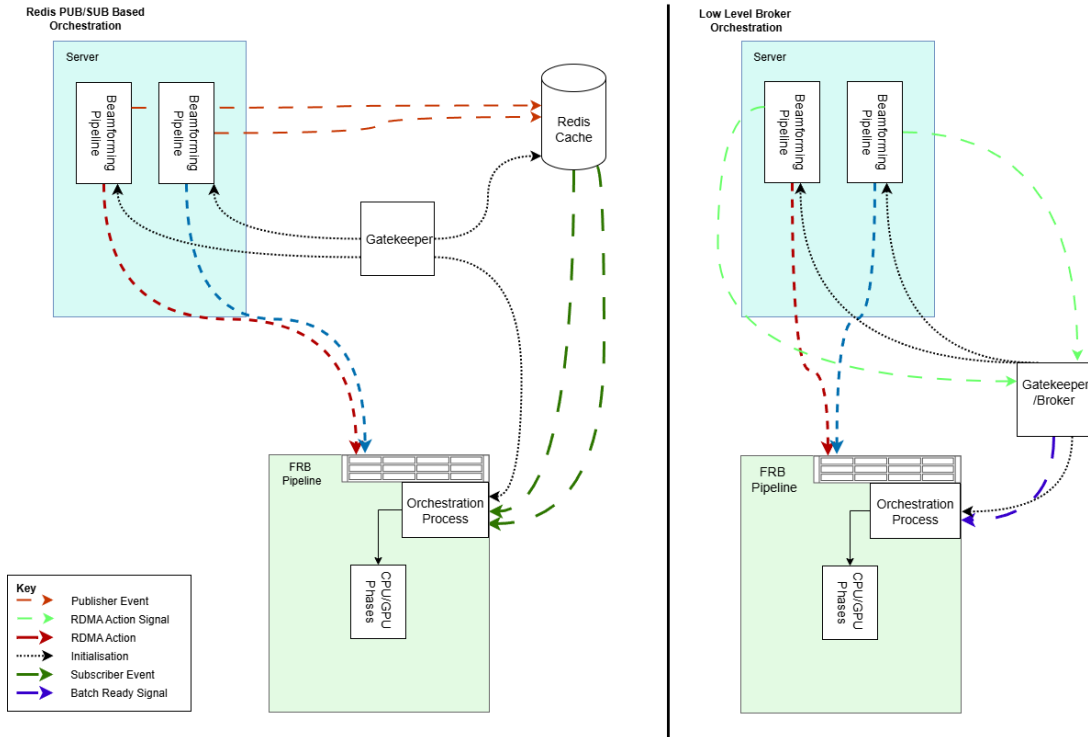 Redis PUB/SUB Based
Orchestration
Server
Beamforming
Pipeline
Beamforming
Pipeline
Redis
Cache
Gatekeeper
FRB
Pipeline
Orchestration
Process
CPU/GPU
Phases
Key
Publisher Event
RDMA Action Signal
RDMA Action
Initialisation
Subscriber Event
Batch Ready Signal
Low Level Broker
Orchestration
Server
Beamforming
Pipeline
Beamforming
Pipeline
Gatekeeper
/Broker
FRB
Pipeline
Orchestration
Process
CPU/GPU
Phases